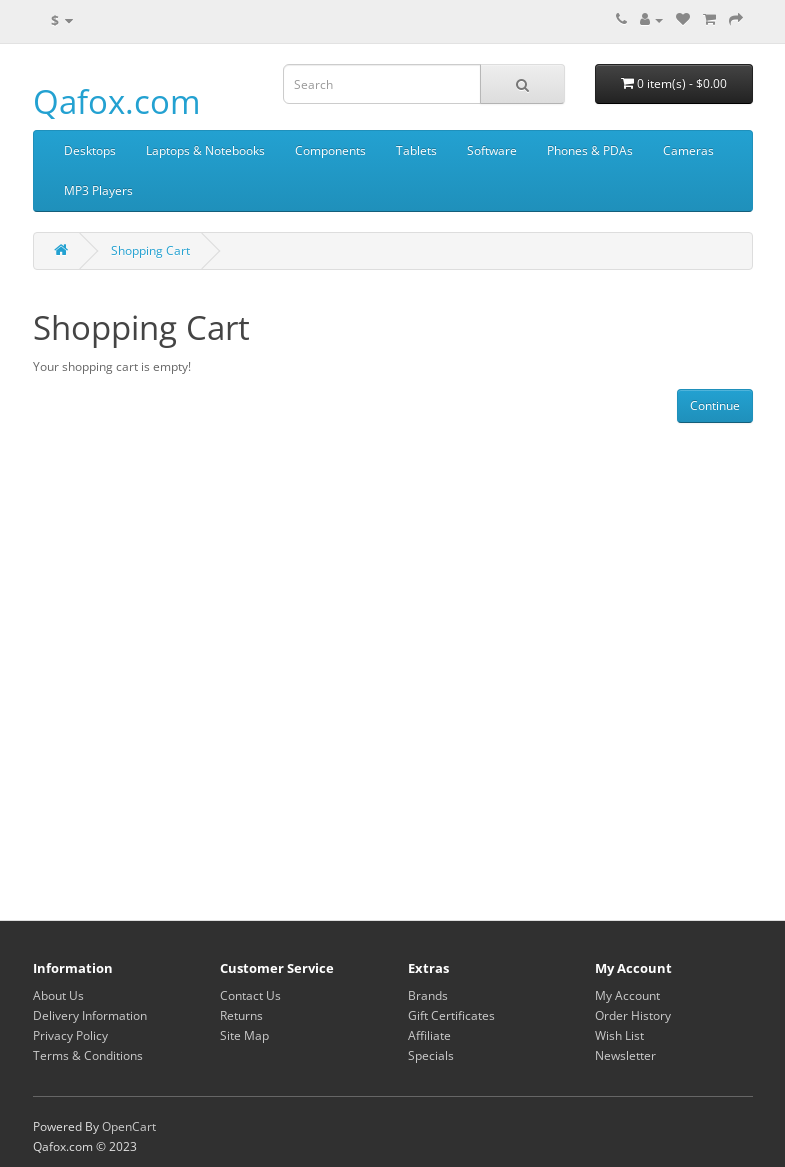 $
Qafox.com
Search
0 item(s) - $0.00
Desktops Laptops & Notebooks Components Tablets Software Phones & PDAs Cameras
MP3 Players
Shopping Cart
Shopping Cart
Your shopping cart is empty!
Continue
Information
About Us
Delivery Information
Privacy Policy
Terms & Conditions
Customer Service
Contact Us
Returns
Site Map
Extras
Brands
Gift Certificates
Affiliate
Specials
My Account
My Account
Order History
Wish List
Newsletter
Powered By OpenCart
Qafox.com © 2023